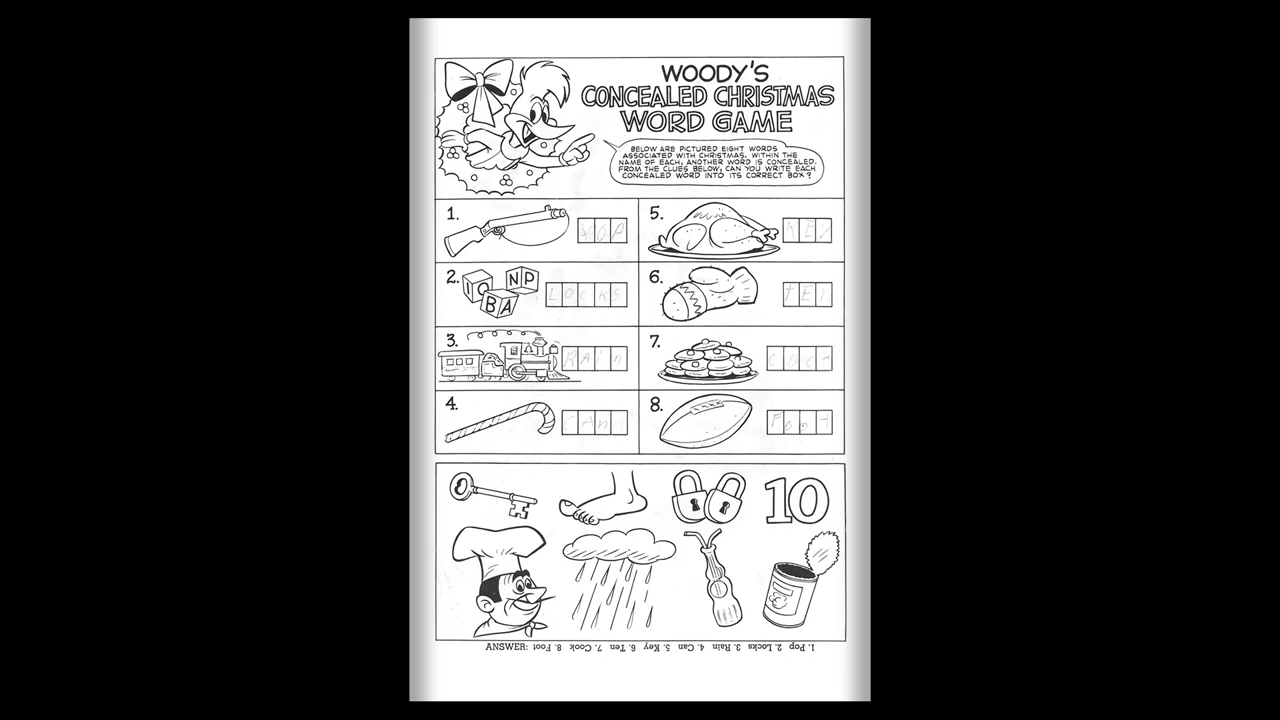 WOODY'S
CONCEALED CHRISTMAS
WORD GAME
BELOW ARE PICTURED EIGHT WORDS
ASSOCIATED WITH CHRISTMAS. WITHIN THE
NAME OF EACH, ANOTHER WORD IS CONCEALED.
FROM THE CLUES BELOW, CAN YOU WRITE EACH
CONCEALED WORD INTO ITS CORRECT BOX?
1.
2.
NP
BA
LOCKS
3.
RAin
4.
CAn
5.
KEY
6.
7.
8.
Foot
10
ANSWER: 1. Pop 2. Locks 3. Rain 4. Can 5. Key 6. Ten 7. Cook 8. Foot